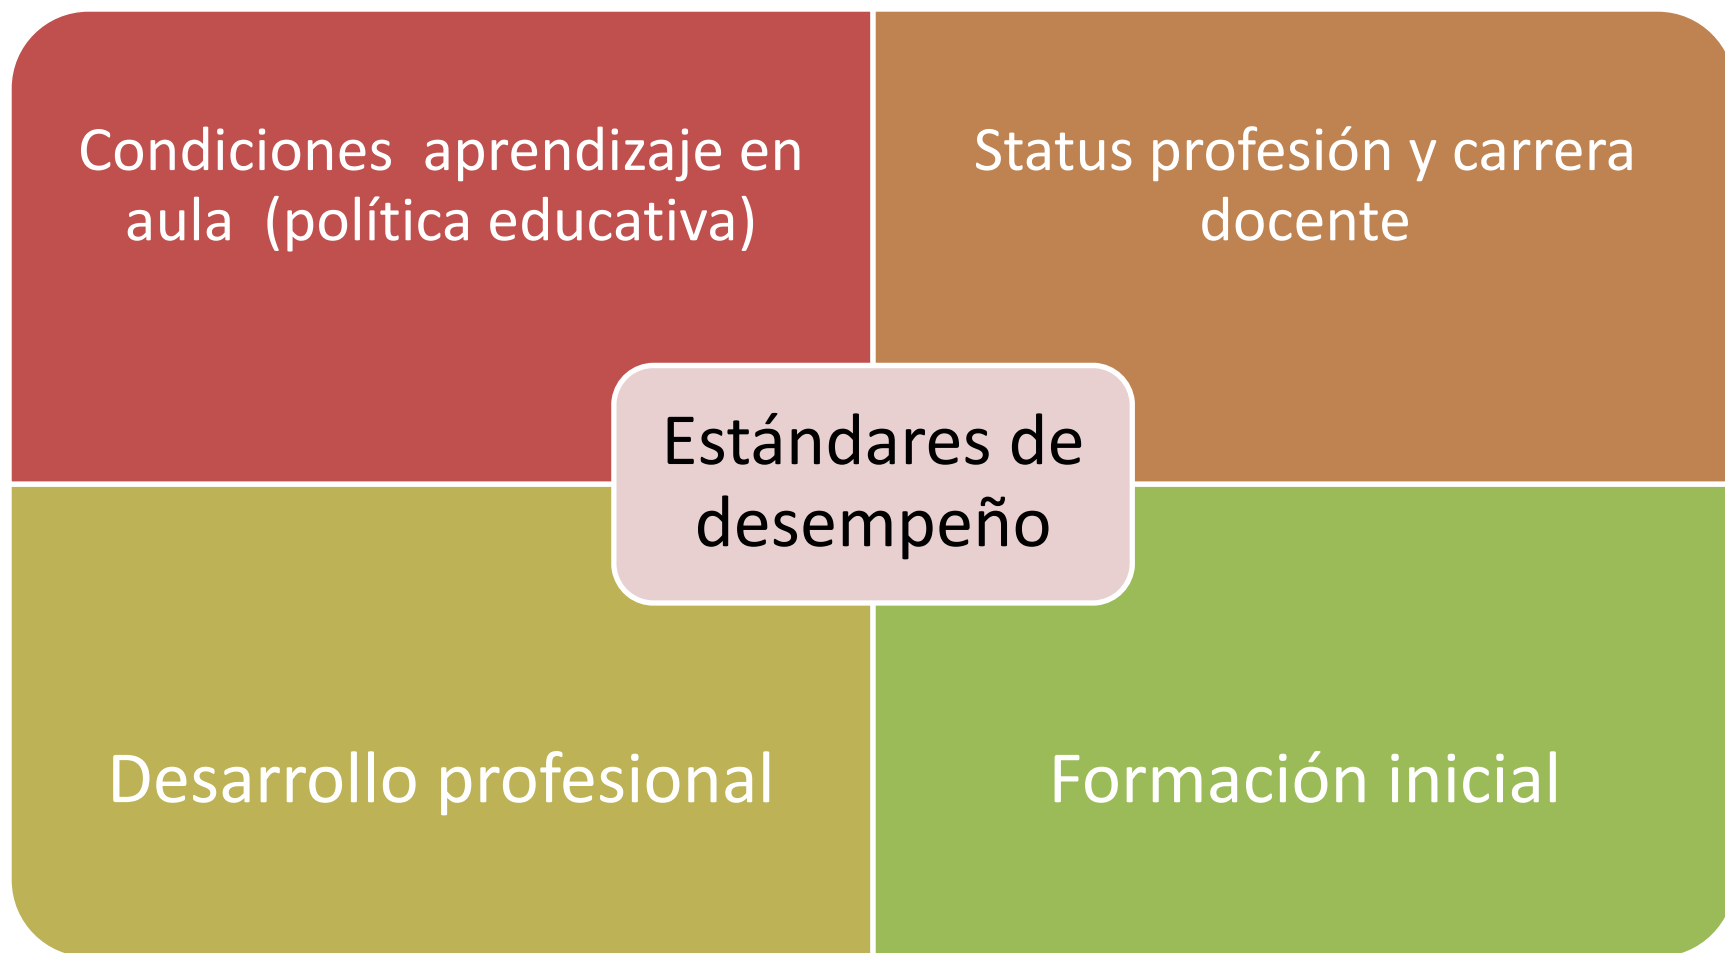 Condiciones  aprendizaje en
aula  (política educativa)
Status profesión y carrera
docente
Estándares de
desempeño
Desarrollo profesional
Formación inicial